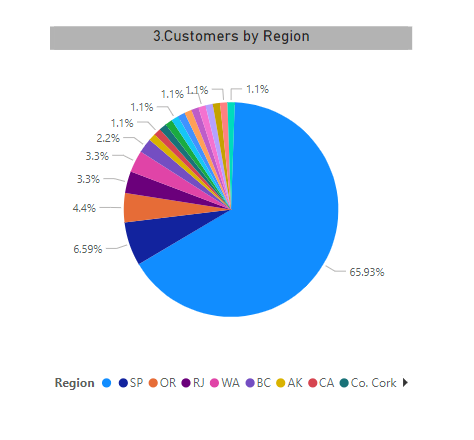 3.Customers by Region
1.1% 1.1% 1.1%
1.1%
1.1%
2.2%
3.3%
3.3%
4.4%
6.59%
65.93%
Region SP OR RJ WA BC AK CA Co. Cork